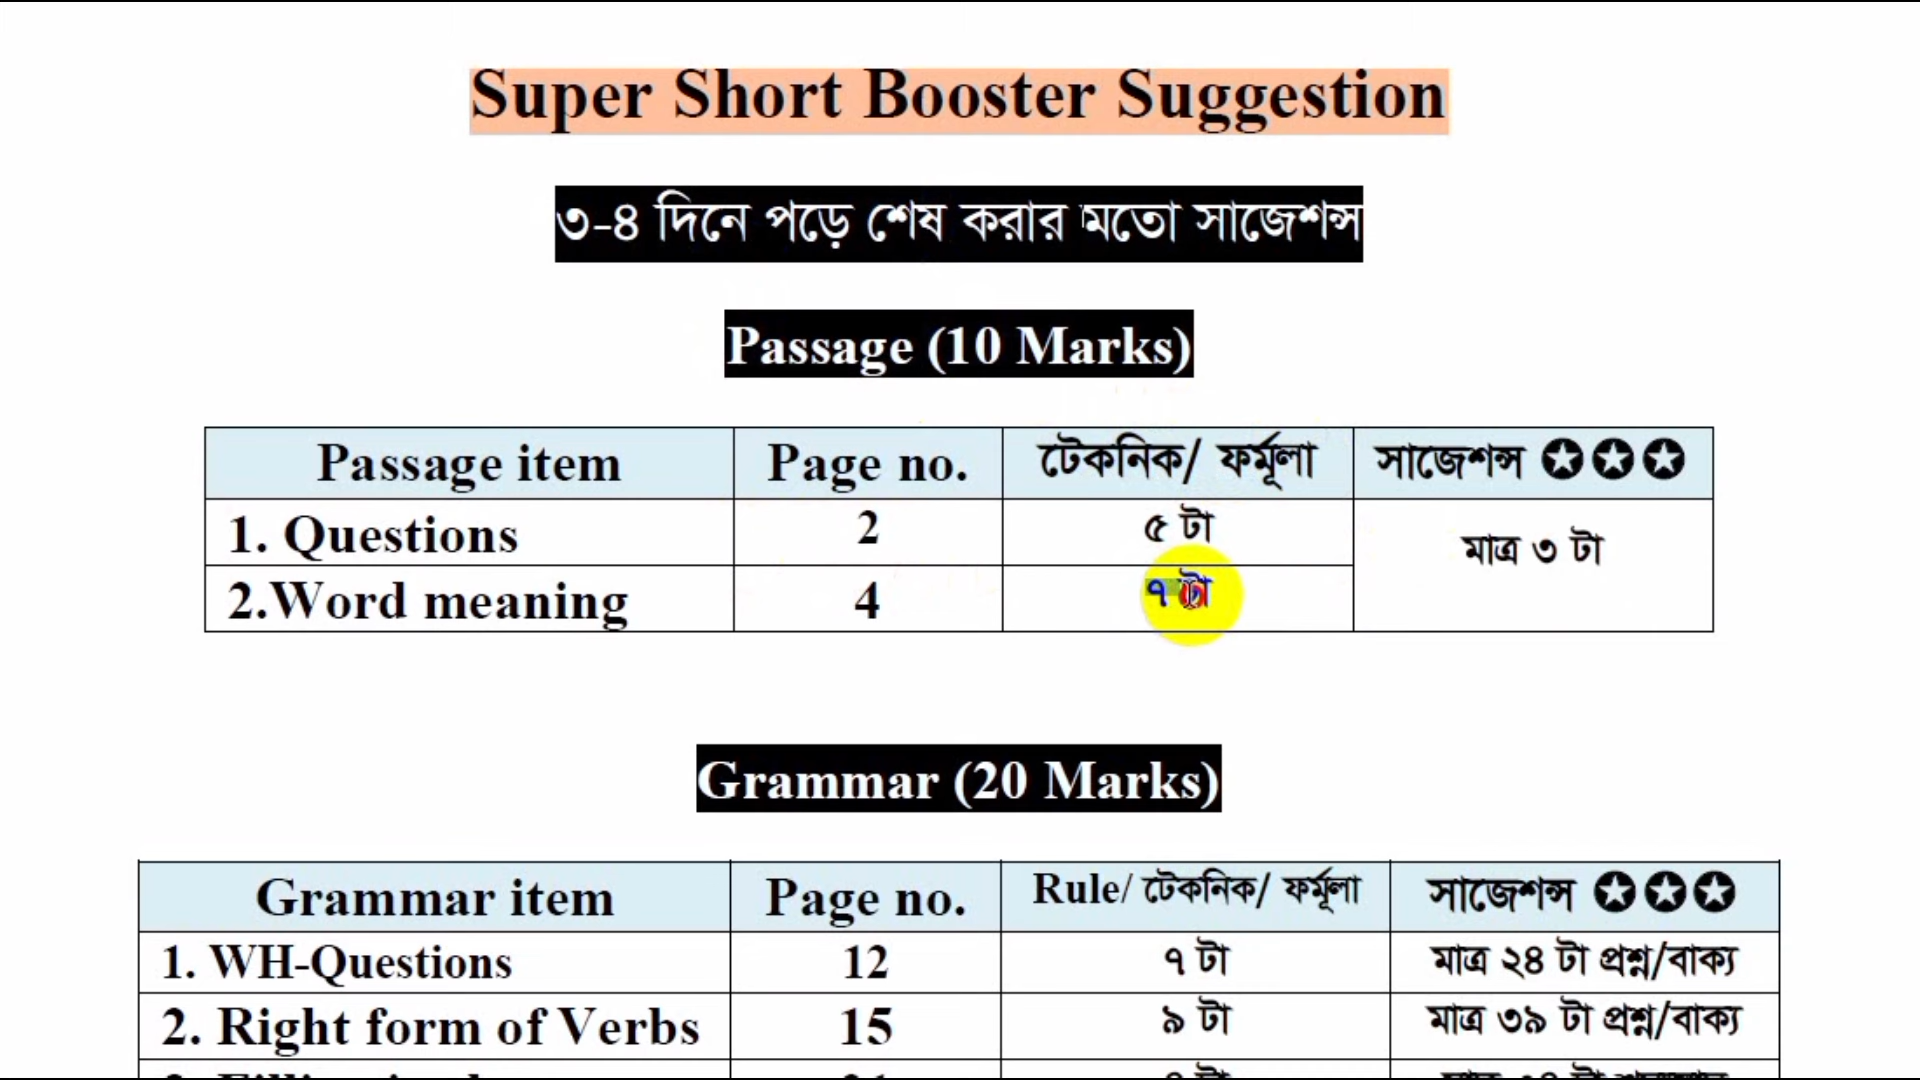 Super Short Booster Suggestion
৩-৪ দিনে পড়ে শেষ করার মতো সাজেশন্স
Passage (10 Marks)
Passage item Page no. টেকনিক/ ফর্মূলা সাজেশন্স ✪✪✪
1. Questions 2 ৫ টা মাত্র ৩ টা
2.Word meaning 4 ৭ টা
Grammar (20 Marks)
Grammar item Page no. Rule/ টেকনিক/ ফর্মূলা সাজেশন্স ✪✪✪
1. WH-Questions 12 ৭ টা মাত্র ২৪ টা প্রশ্ন/বাক্য
2. Right form of Verbs 15 ৯ টা মাত্র ৩৯ টা প্রশ্ন/বাক্য